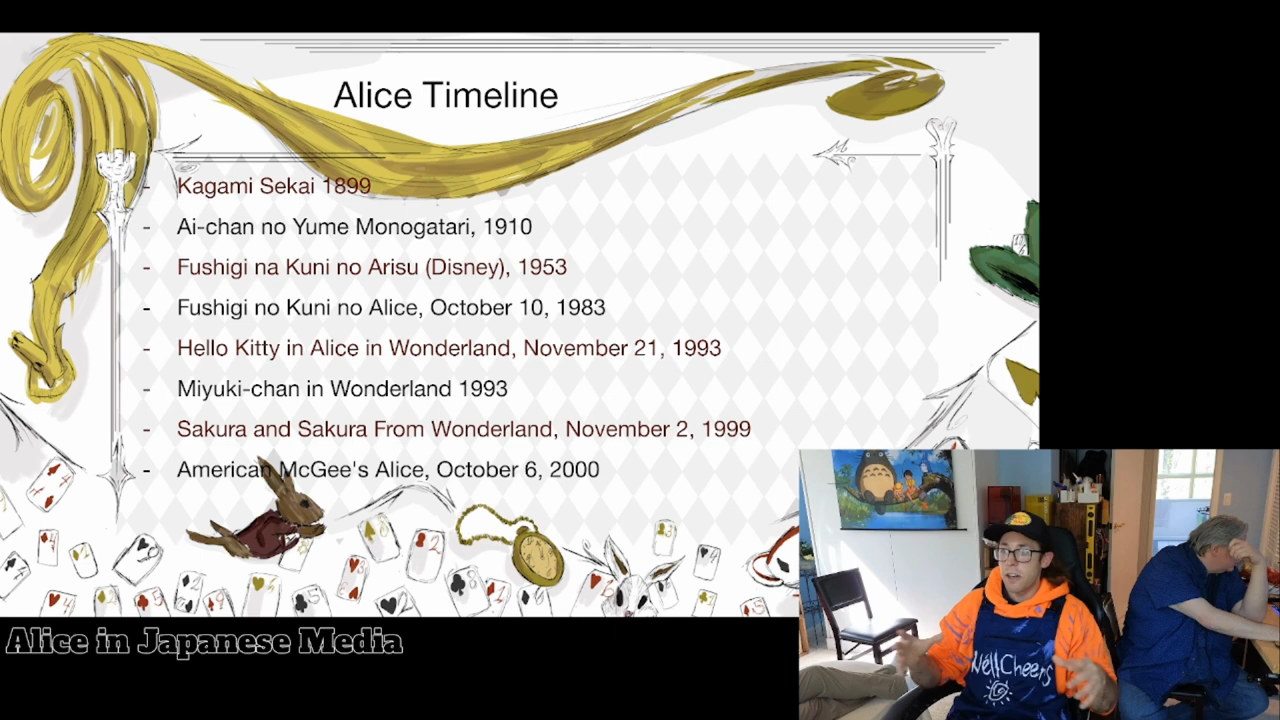 Alice Timeline
- Kagami Sekai 1899
- Ai-chan no Yume Monogatari, 1910
- Fushigi na Kuni no Arisu (Disney), 1953
- Fushigi no Kuni no Alice, October 10, 1983
- Hello Kitty in Alice in Wonderland, November 21, 1993
- Miyuki-chan in Wonderland 1993
- Sakura and Sakura From Wonderland, November 2, 1999
- American McGee's Alice, October 6, 2000
Alice in Japanese Media
WellCheers